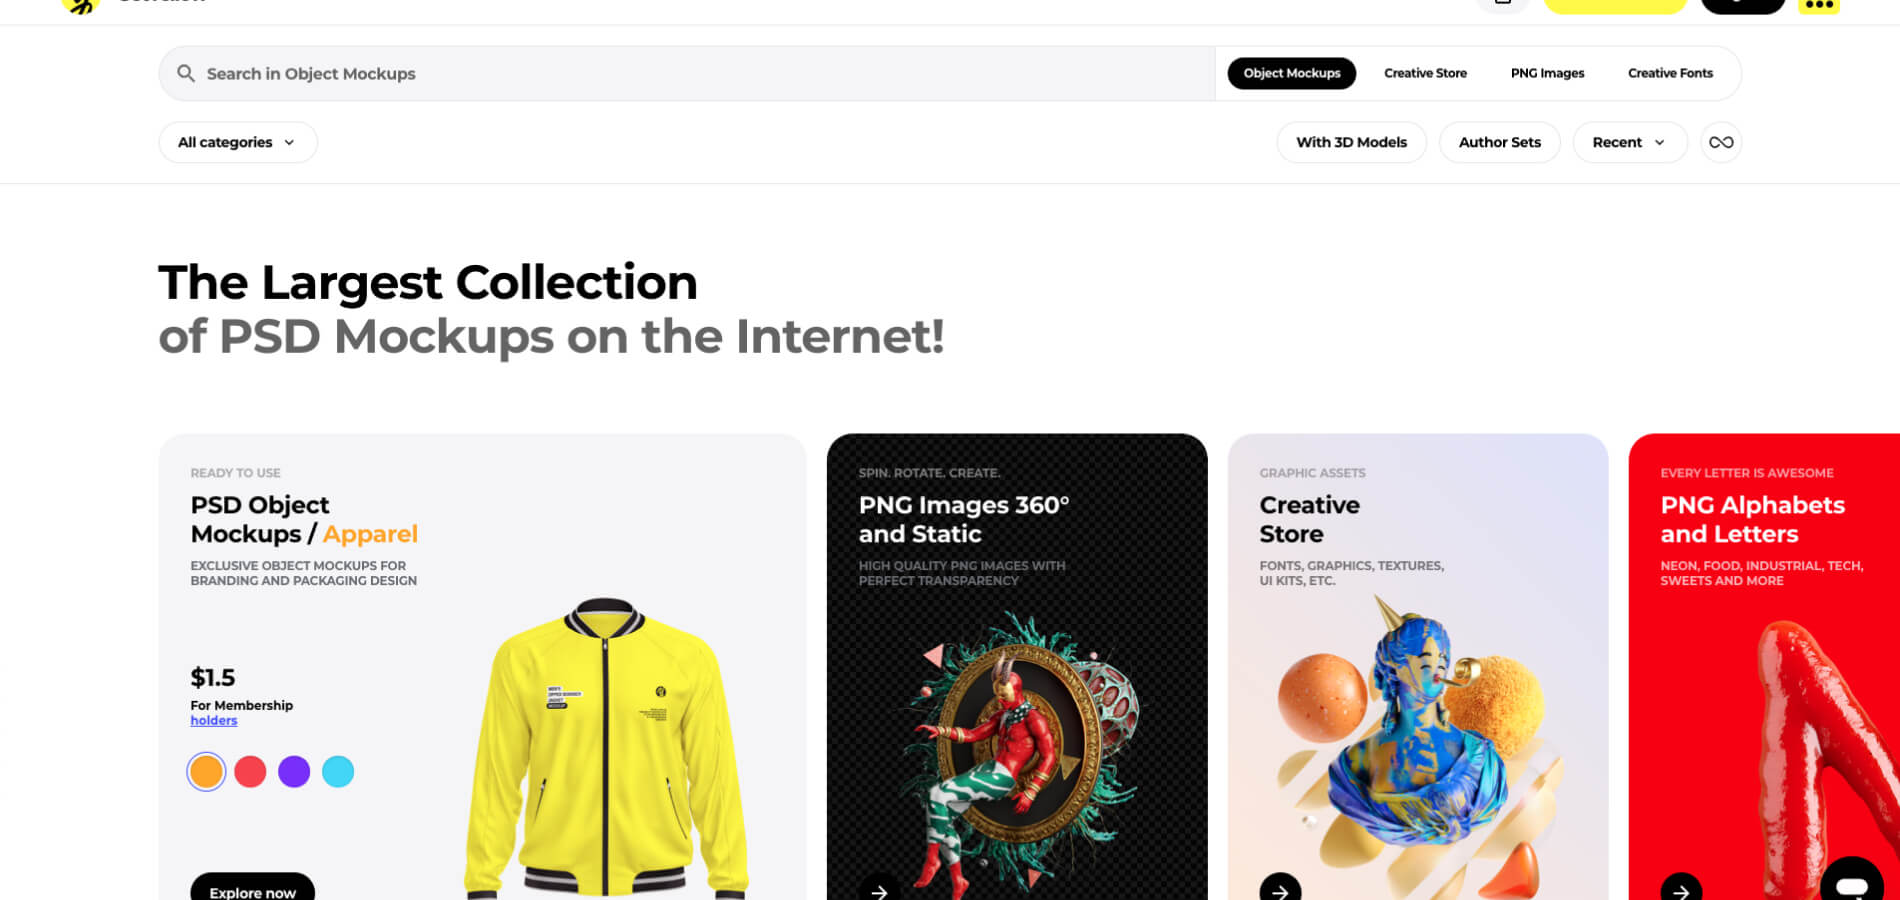 Search in Object Mockups
Object Mockups
Creative Store
PNG Images
Creative Fonts
All categories
With 3D Models
Author Sets
Recent
The Largest Collection
of PSD Mockups on the Internet!
READY TO USE
PSD Object
Mockups / Apparel
EXCLUSIVE OBJECT MOCKUPS FOR
BRANDING AND PACKAGING DESIGN
$1.5
For Membership
holders
Explore now
SPIN. ROTATE. CREATE.
PNG Images 360°
and Static
HIGH QUALITY PNG IMAGES WITH
PERFECT TRANSPARENCY
GRAPHIC ASSETS
Creative
Store
FONTS, GRAPHICS, TEXTURES,
UI KITS, ETC.
EVERY LETTER IS AWESOME
PNG Alphabets
and Letters
NEON, FOOD, INDUSTRIAL, TECH,
SWEETS AND MORE